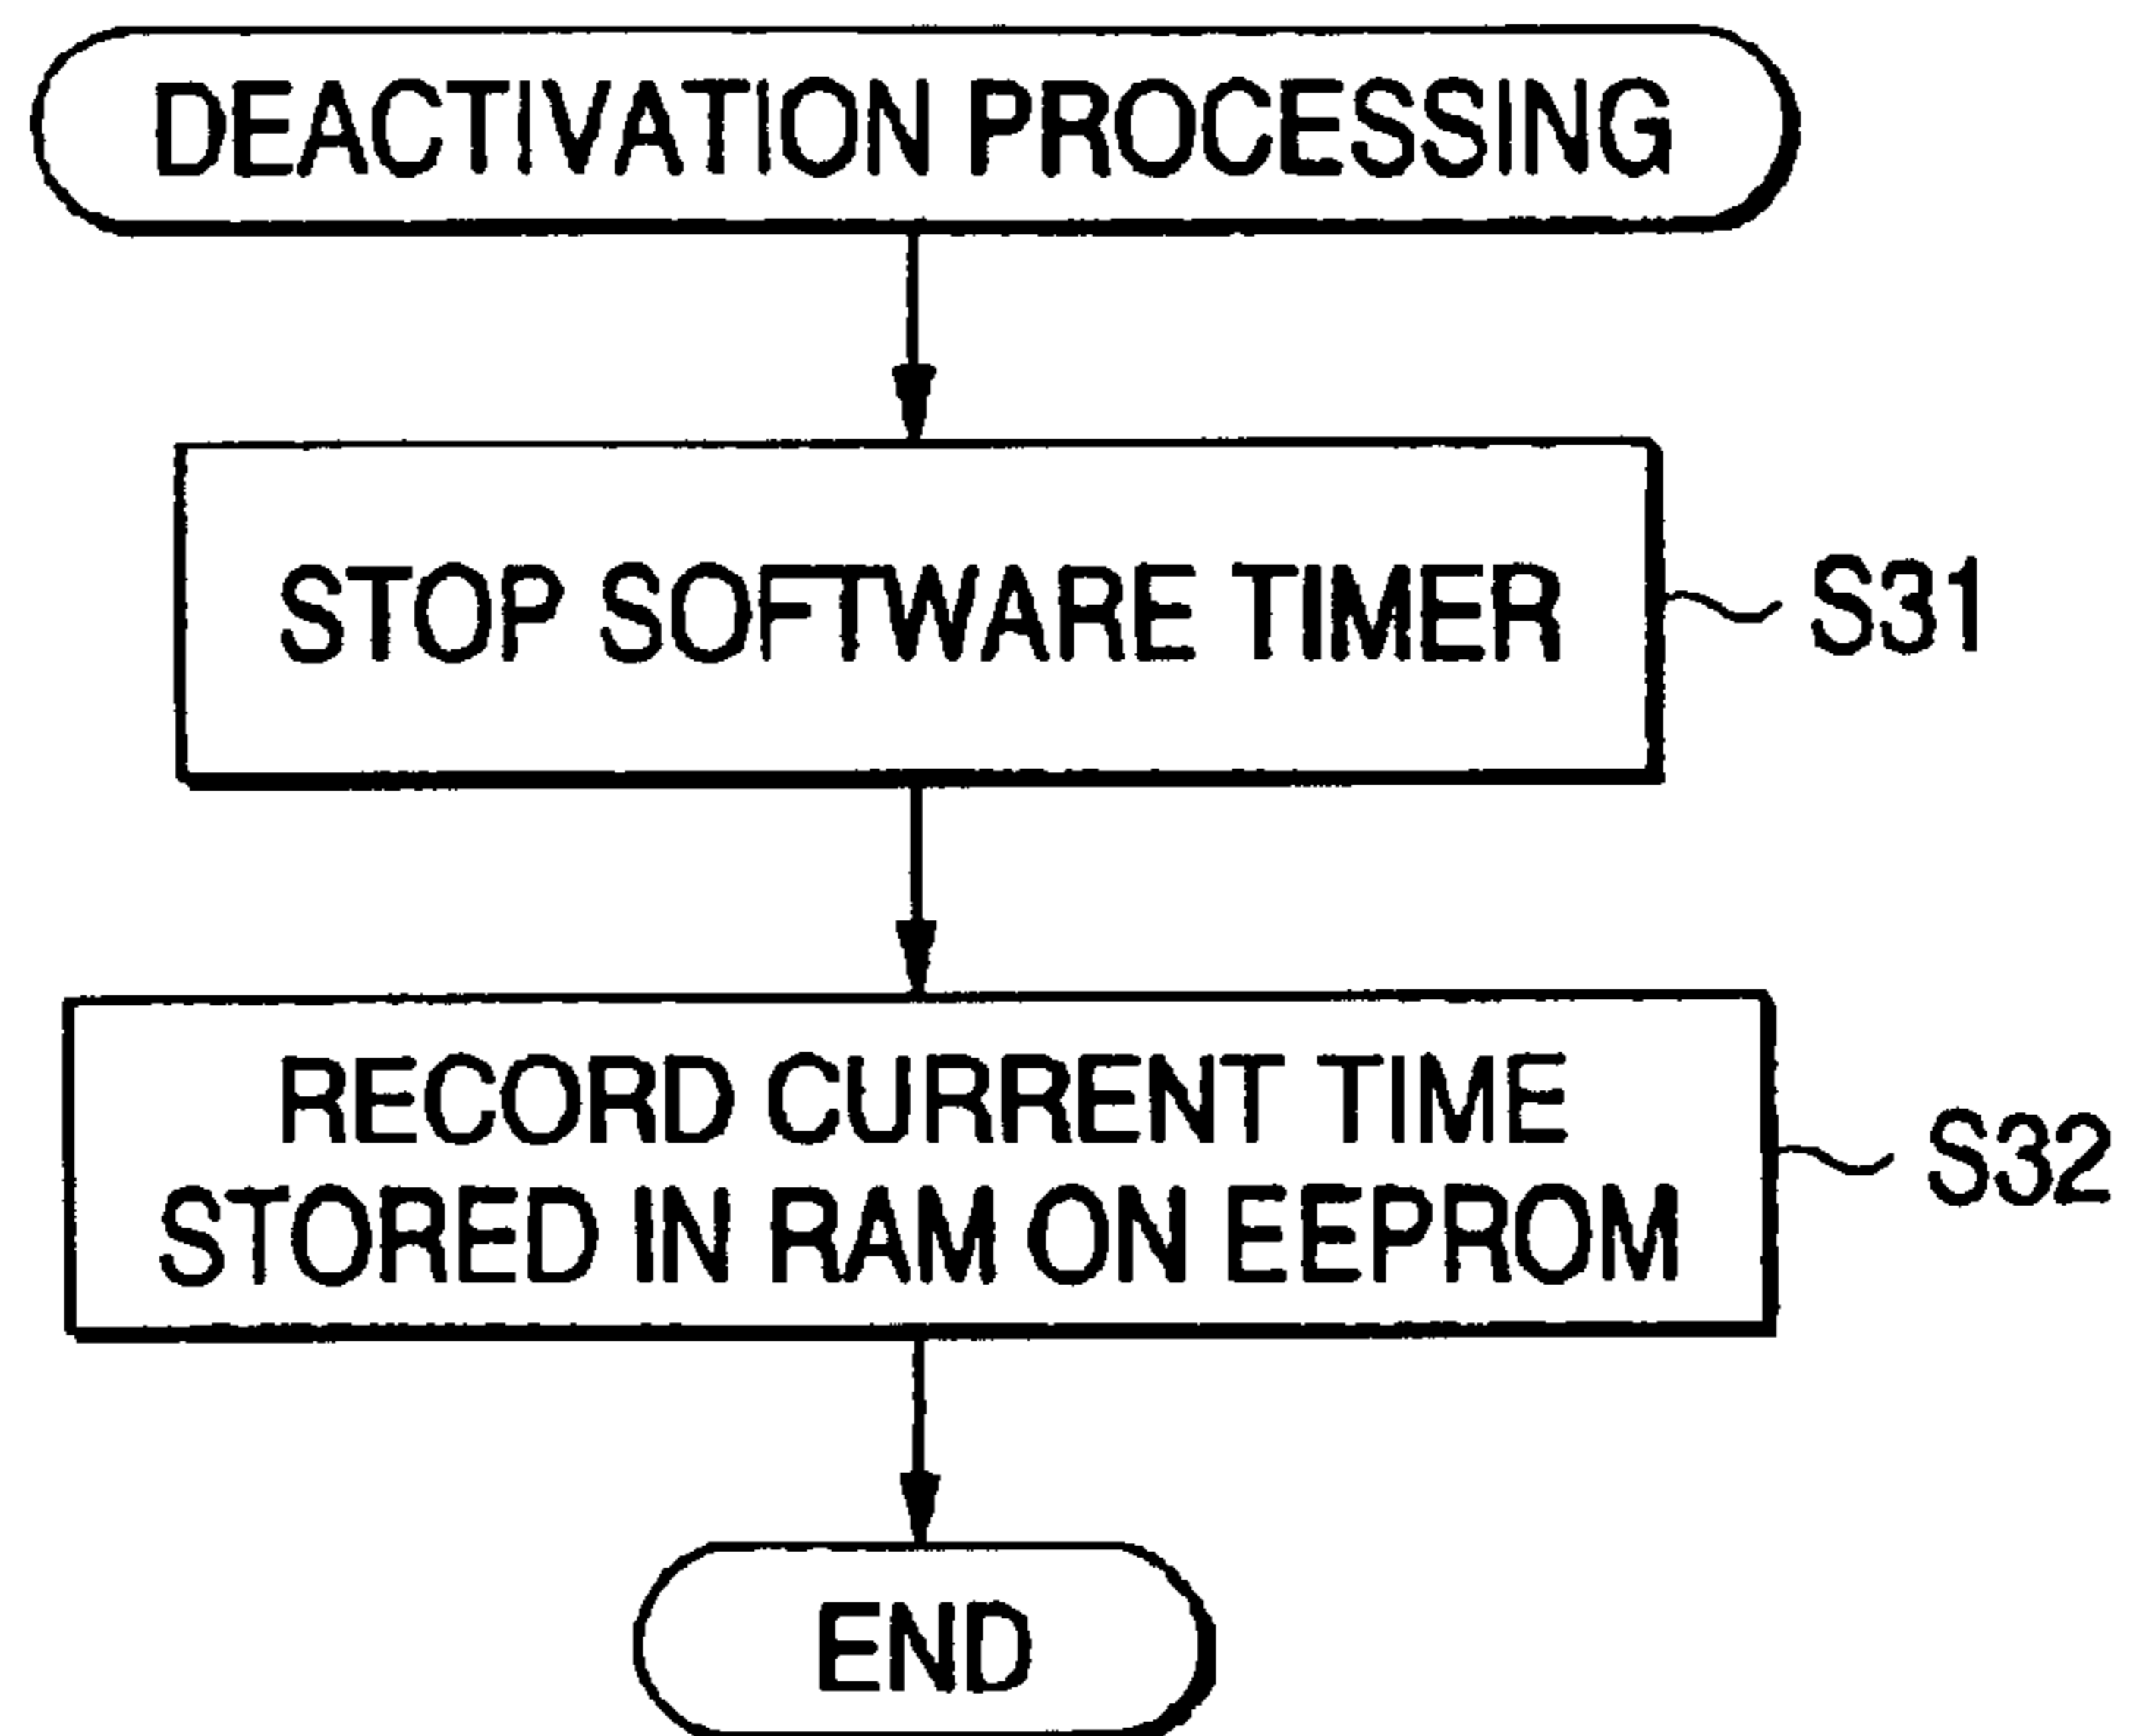 DEACTIVATION PROCESSING
STOP SOFTWARE TIMER
S31
RECORD CURRENT TIME
STORED IN RAM ON EEPROM
S32
END